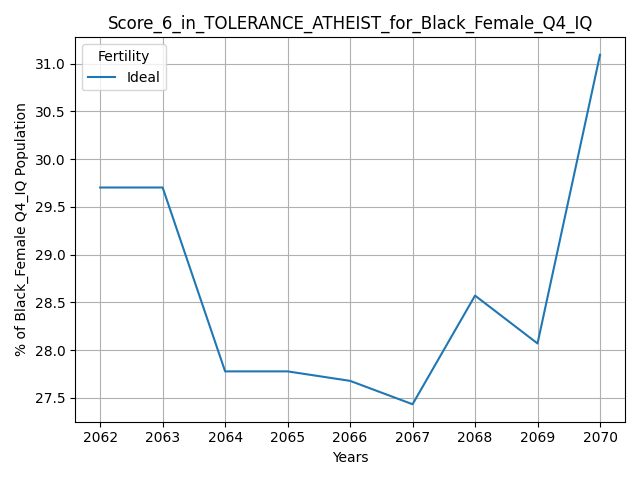 Score_6_in_TOLERANCE_ATHEIST_for_Black_Female_Q4_IQ
Fertility
Ideal
% of Black_Female Q4_IQ Population
31.0
30.5
30.0
29.5
29.0
28.5
28.0
27.5
2062 2063 2064 2065 2066 2067 2068 2069 2070
Years